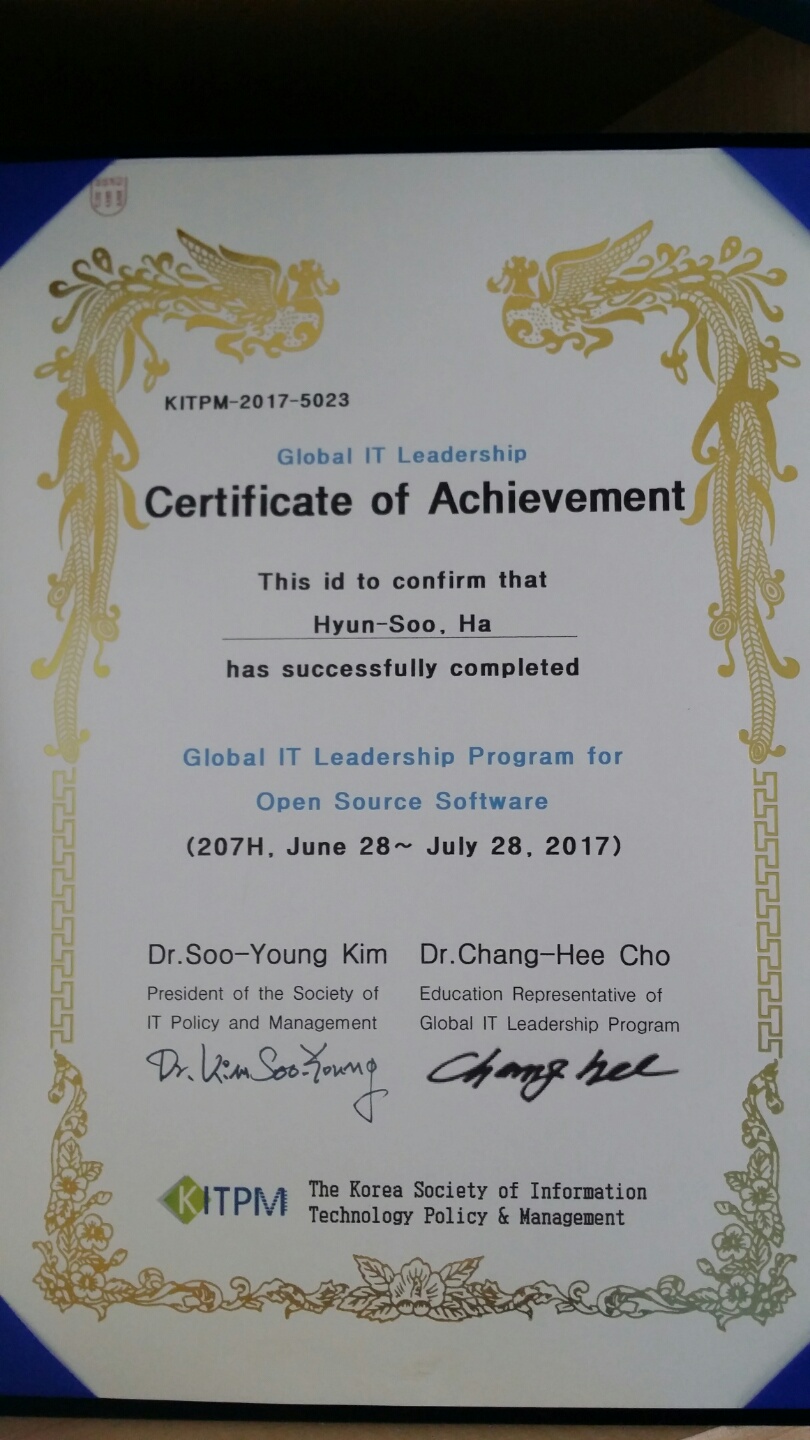 KITPM-2017-5023
Global IT Leadership
Certificate of Achievement
This id to confirm that
Hyun-Soo, Ha
has successfully completed
Global IT Leadership Program for
Open Source Software
(207H, June 28~ July 28, 2017)
Dr.Soo-Young Kim
President of the Society of
IT Policy and Management
Dr. Kim Soo-Young
Dr.Chang-Hee Cho
Education Representative of
Global IT Leadership Program
Chang hee
KITPM
The Korea Society of Information
Technology Policy & Management